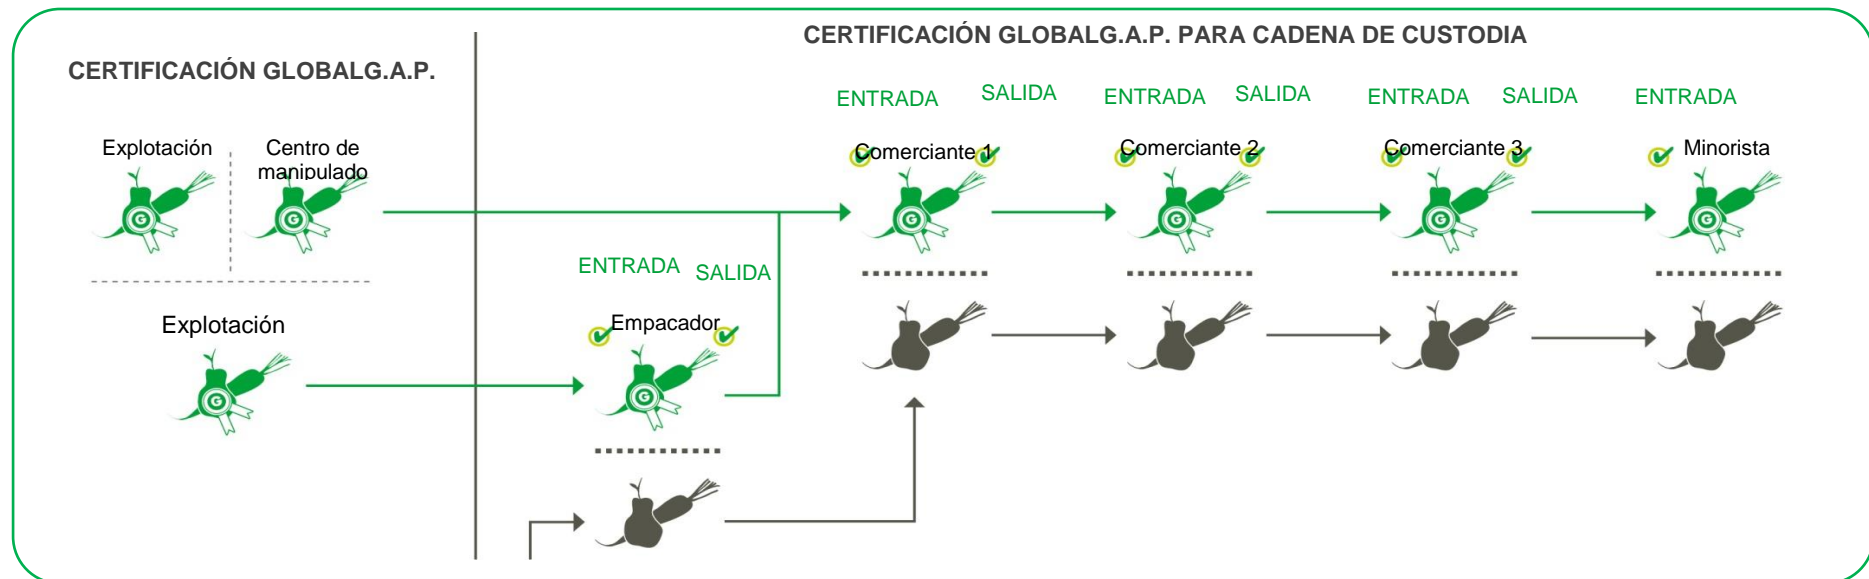 CERTIFICACIÓN GLOBALG.A.P. PARA CADENA DE CUSTODIA
CERTIFICACIÓN GLOBALG.A.P.
ENTRADA SALIDA ENTRADA SALIDA ENTRADA SALIDA ENTRADA
Explotación
Centro de
manipulado
Comerciante 1
Comerciante 2
Comerciante 3
Minorista
G G G G G G
ENTRADA SALIDA
Explotación
Empacador
G G